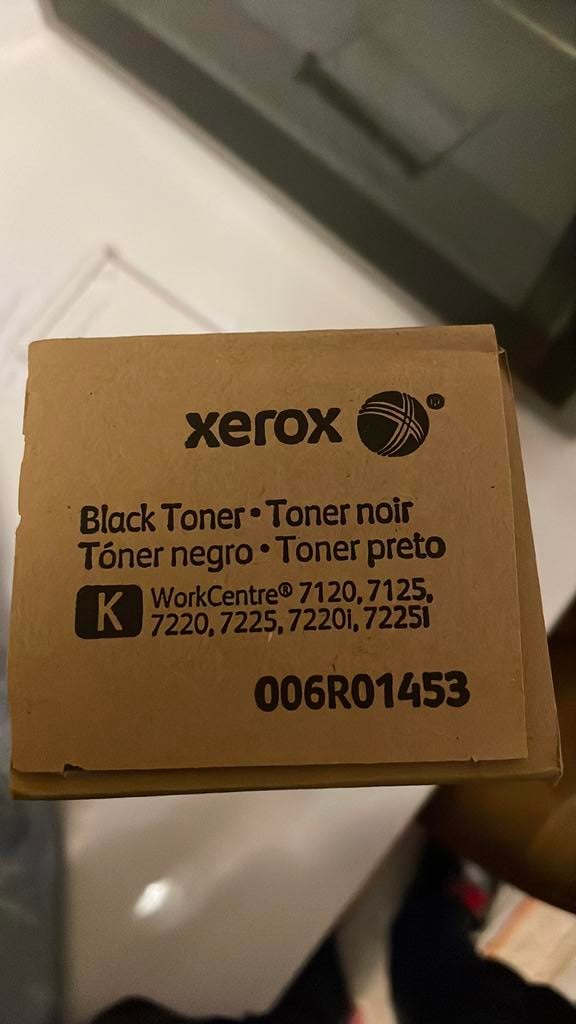 xerox ®
Black Toner • Toner noir
Tóner negro • Toner preto
K
WorkCentre® 7120, 7125,
7220, 7225, 7220i, 7225i
006R01453